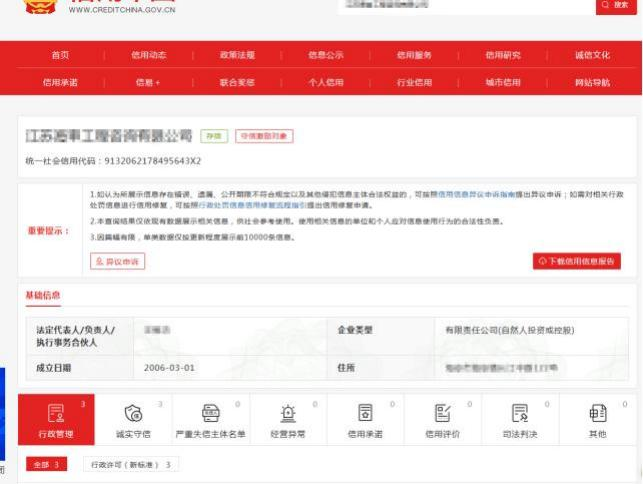 信用中国
WWW.CREDITCHINA.GOV.CN
搜索
首页 信用动态 政策法规 信息公示 信用服务 信用研究 诚信文化
信用承诺 信息+ 联合奖惩 个人信用 行业信用 城市信用 网站导航
存续 守信激励对象
统一社会信用代码：9132062178495643X2
重要提示：
1.如认为所展示信息存在错误、遗漏、公开期限不符合规定以及其他侵犯信息主体合法权益的，可按照信用信息异议申诉指南提出异议申诉；如需对相关行政
处罚信息进行信用修复，可按照行政处罚信息信用修复流程指引提出信用修复申请。
2.本查询结果仅依现有数据展示相关信息，供社会参考使用。使用相关信息的单位和个人应对信息使用行为的合法性负责。
3.因篇幅有限，单类数据仅按更新程度展示前10000条信息。
异议申诉 下载信用信息报告
基础信息
法定代表人/负责人/
执行事务合伙人
企业类型 有限责任公司(自然人投资或控股)
成立日期 2006-03-01 住所
3 3 0 0 0 0 0 0
行政管理 诚实守信 严重失信主体名单 经营异常 信用承诺 信用评价 司法判决 其他
全部 3 行政许可（新标准） 3